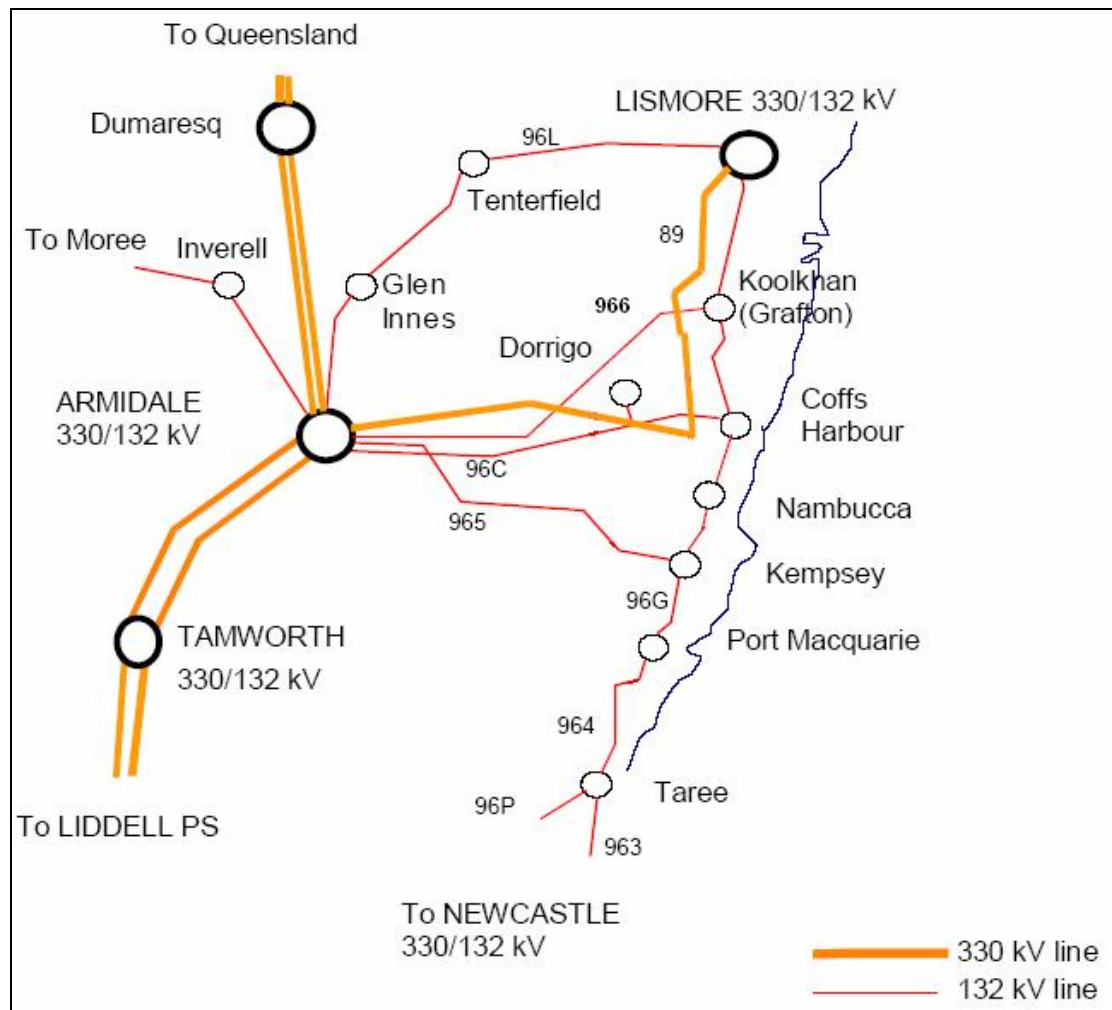 To Queensland
Dumaresq
LISMORE 330/132 kV
96L
Tenterfield
89
To Moree
Inverell
Glen
Innes
966
Koolkhan
(Grafton)
Dorrigo
ARMIDALE
330/132 kV
Coffs
Harbour
96C
965
Nambucca
Kempsey
96G
Port Macquarie
TAMWORTH
330/132 kV
964
Taree
96P
963
To LIDDELL PS
To NEWCASTLE
330/132 kV
330 kV line
132 kV line